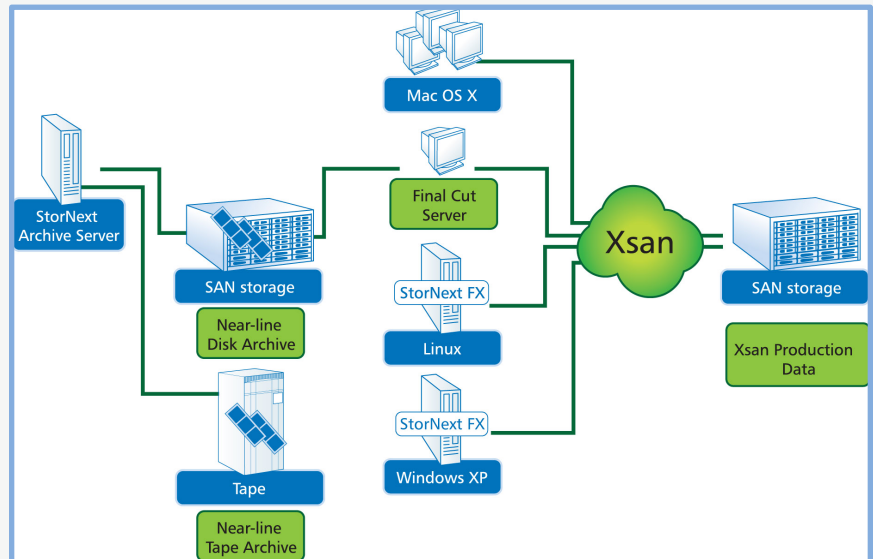 Mac OS X
StorNext
Archive Server
SAN storage
Near-line
Disk Archive
Tape
Near-line
Tape Archive
Final Cut
Server
StorNext FX
Linux
StorNext FX
Windows XP
Xsan
SAN storage
Xsan Production
Data